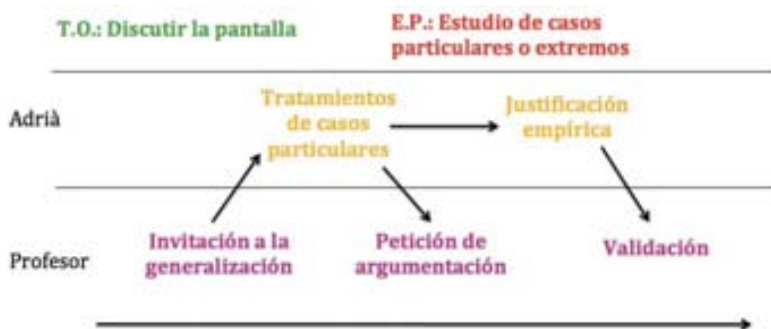 T.O.: Discutir la pantalla
E.P.: Estudio de casos
particulares o extremos
Adrià
Tratamientos
de casos
particulares
Justificación
empírica
Profesor
Invitación a la
generalización
Petición de
argumentación
Validación